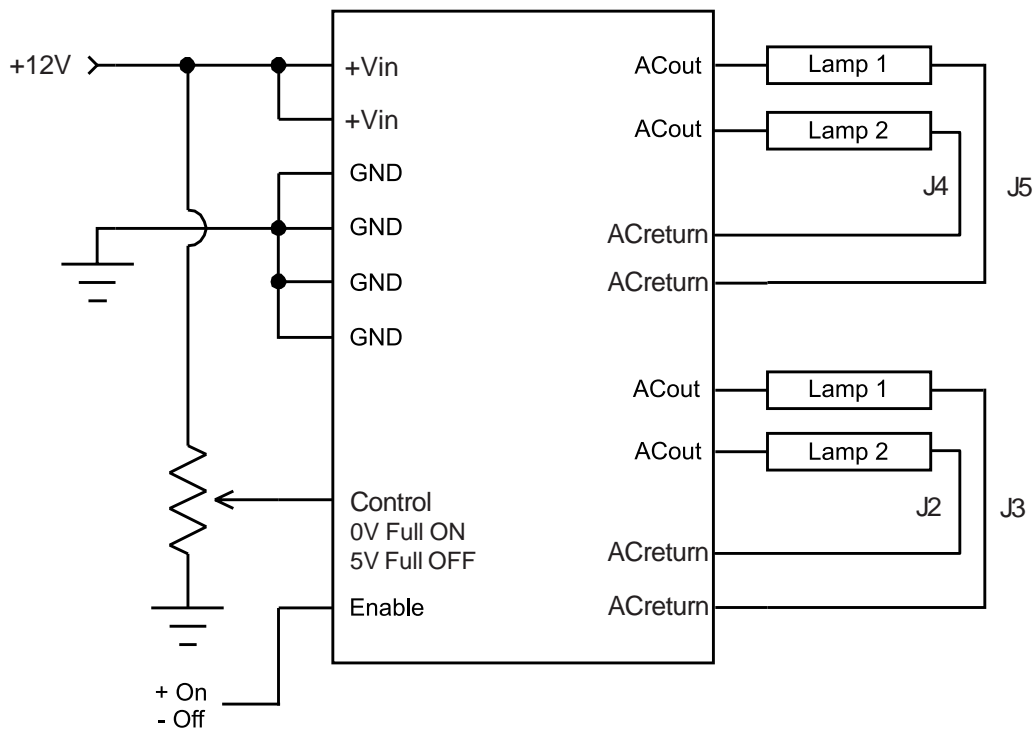 +12V
+Vin
+Vin
GND
GND
GND
GND
Control
0V Full ON
5V Full OFF
Enable
+ On
- Off
ACout
Lamp 1
ACout
Lamp 2
J4
J5
ACreturn
ACreturn
ACout
Lamp 1
ACout
Lamp 2
J2
J3
ACreturn
ACreturn